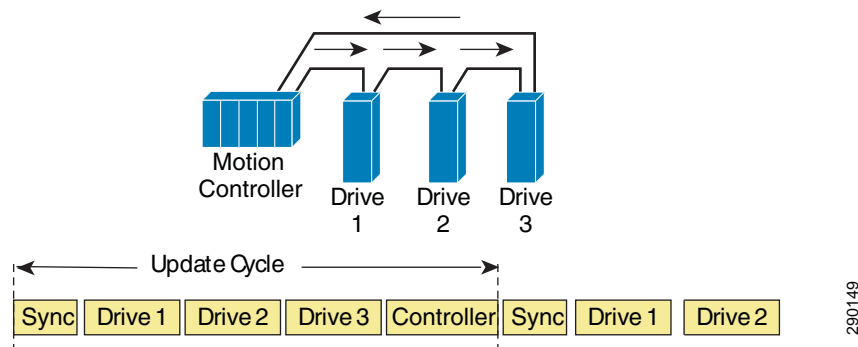 Motion
Controller
Drive
1
Drive
2
Drive
3
Update Cycle
Sync
Drive 1
Drive 2
Drive 3
Controller
Sync
Drive 1
Drive 2
290149